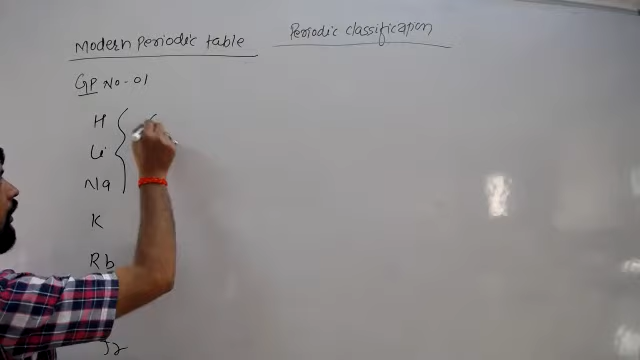 Modern Periodic table
Periodic classification
GP No-01
H
Li
Na
K
Rb